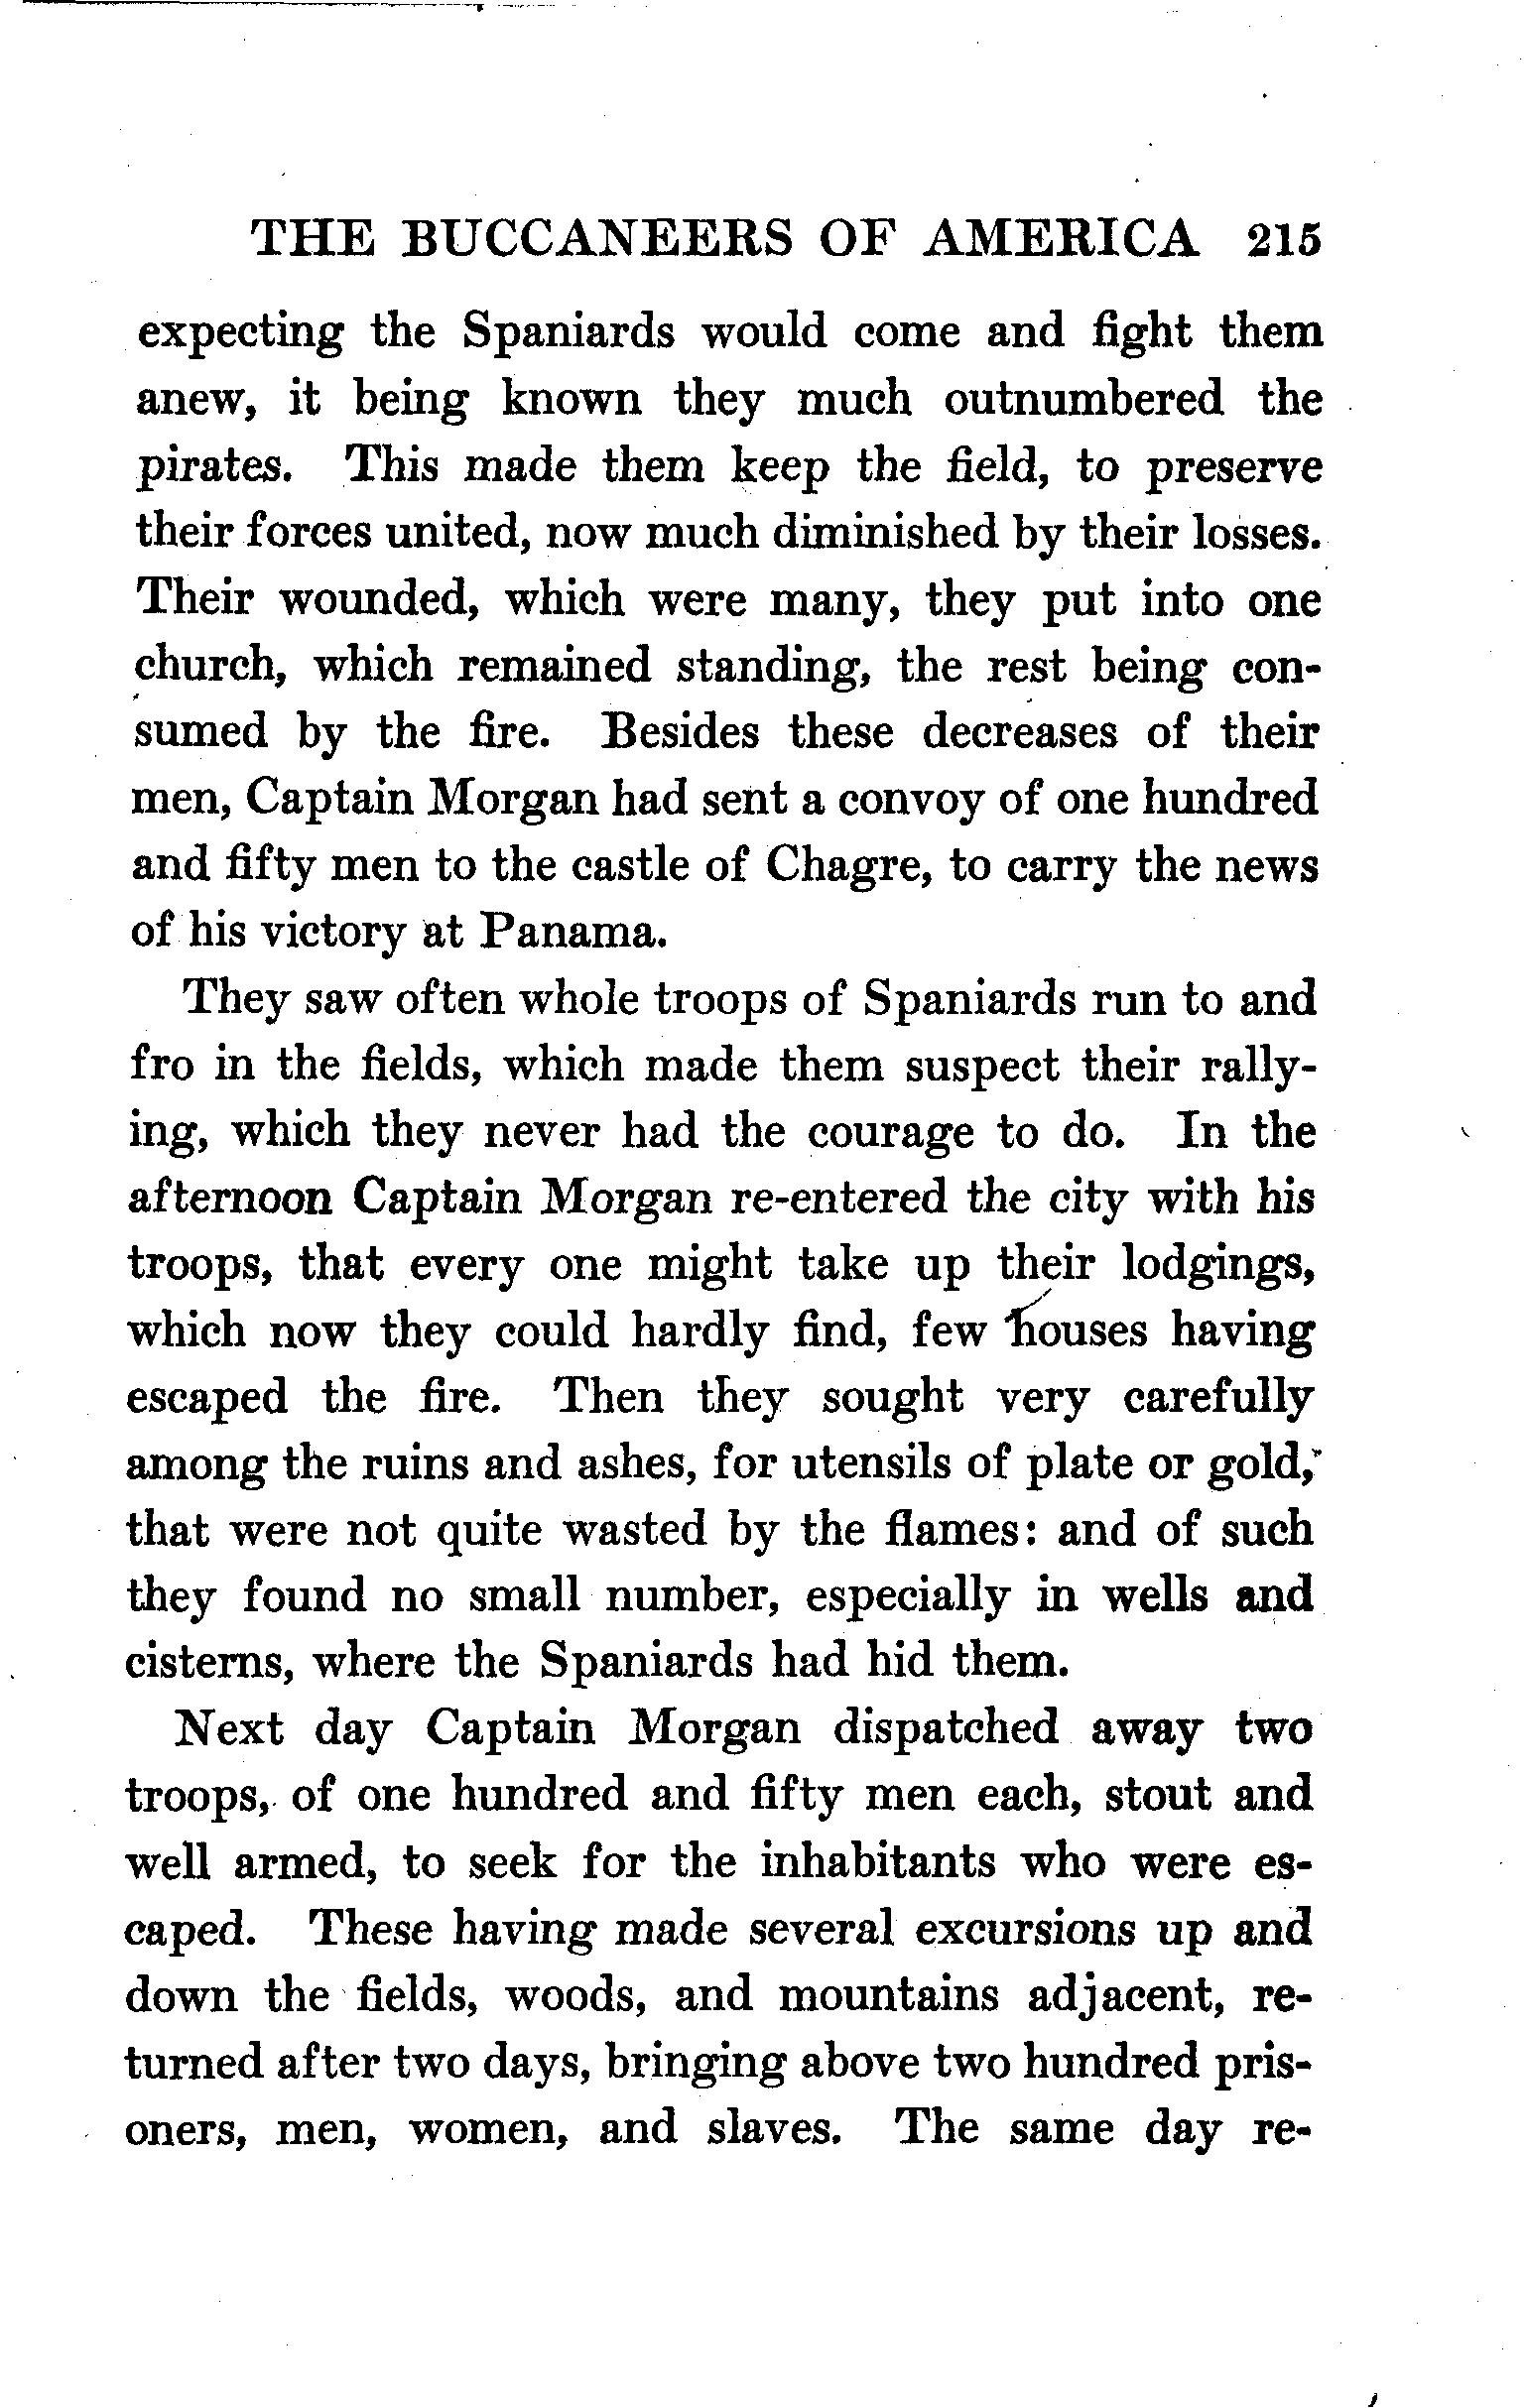 THE BUCCANEERS OF AMERICA 215
expecting the Spaniards would come and fight them
anew, it being known they much outnumbered the
pirates. This made them keep the field, to preserve
their forces united, now much diminished by their losses.
Their wounded, which were many, they put into one
church, which remained standing, the rest being con-
sumed by the fire. Besides these decreases of their
men, Captain Morgan had sent a convoy of one hundred
and fifty men to the castle of Chagre, to carry the news
of his victory at Panama.
They saw often whole troops of Spaniards run to and
fro in the fields, which made them suspect their rally-
ing, which they never had the courage to do. In the
afternoon Captain Morgan re-entered the city with his
troops, that every one might take up their lodgings,
which now they could hardly find, few houses having
escaped the fire. Then they sought very carefully
among the ruins and ashes, for utensils of plate or gold,
that were not quite wasted by the flames: and of such
they found no small number, especially in wells and
cisterns, where the Spaniards had hid them.
Next day Captain Morgan dispatched away two
troops, of one hundred and fifty men each, stout and
well armed, to seek for the inhabitants who were es-
caped. These having made several excursions up and
down the fields, woods, and mountains adjacent, re-
turned after two days, bringing above two hundred pris-
oners, men, women, and slaves. The same day re-